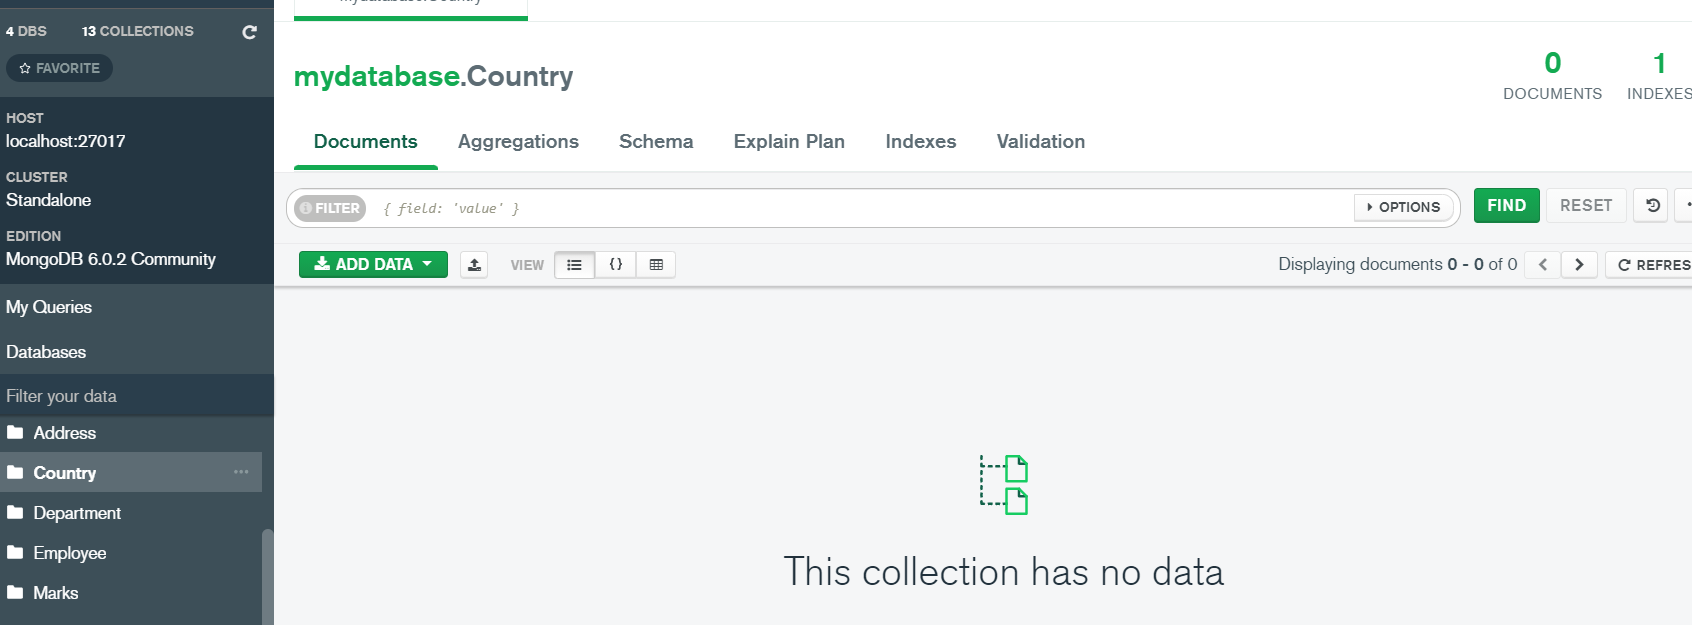 4 DBS 13 COLLECTIONS
FAVORITE
HOST
localhost:27017
CLUSTER
Standalone
EDITION
MongoDB 6.0.2 Community
My Queries
Databases
Filter your data
Address
Country
Department
Employee
Marks
mydatabase.Country
mydatabase.Country
0 DOCUMENTS
1 INDEXES
Documents Aggregations Schema Explain Plan Indexes Validation
FILTER { field: 'value' } OPTIONS FIND RESET
ADD DATA VIEW { } Displaying documents 0 - 0 of 0 REFRES
This collection has no data